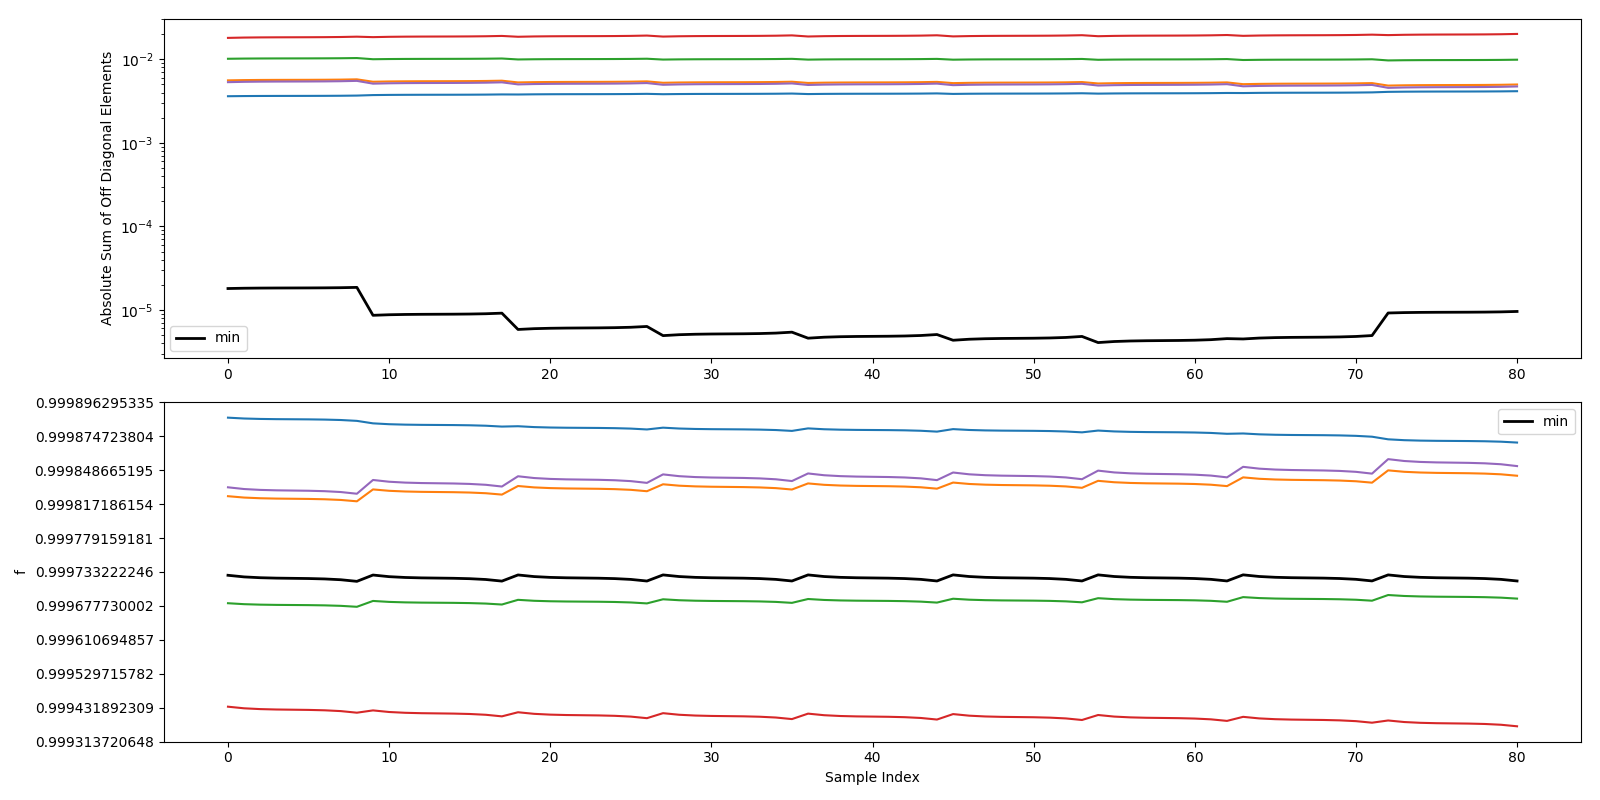 Absolute Sum of Off Diagonal Elements
10⁻²
10⁻³
10⁻⁴
10⁻⁵
min
0 10 20 30 40 50 60 70 80
f
0.999896295335
0.999874723804
0.999848665195
0.999817186154
0.999779159181
0.999733222246
0.999677730002
0.999610694857
0.999529715782
0.999431892309
0.999313720648
min
0 10 20 30 40 50 60 70 80
Sample Index